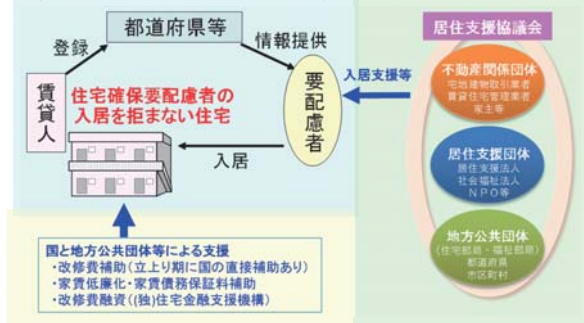 都道府県等
登録
情報提供
賃貸人
住宅確保要配慮者の
入居を拒まない住宅
要配慮者
入居
入居支援等
居住支援協議会
不動産関係団体
宅地建物取引業者
賃貸住宅管理業者
家主等
居住支援団体
居住支援法人
社会福祉法人
NPO等
地方公共団体
(住宅部局・福祉部局)
都道府県
市区町村
国と地方公共団体等による支援
・改修費補助(立上り期に国の直接補助あり)
・家賃低廉化・家賃債務保証料補助
・改修費融資((独)住宅金融支援機構)